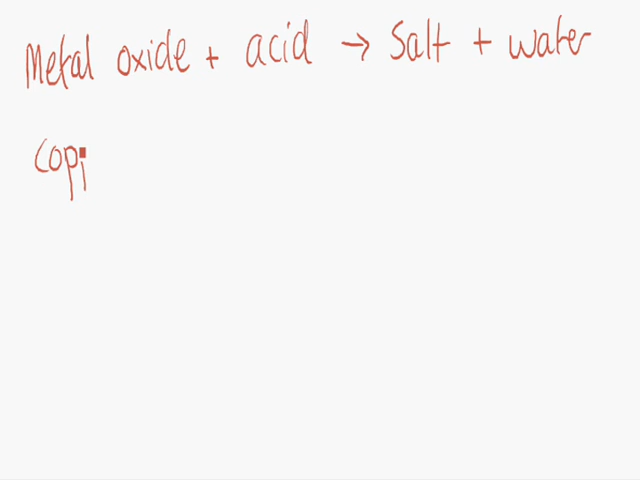 Metal oxide + acid → Salt + water
cop